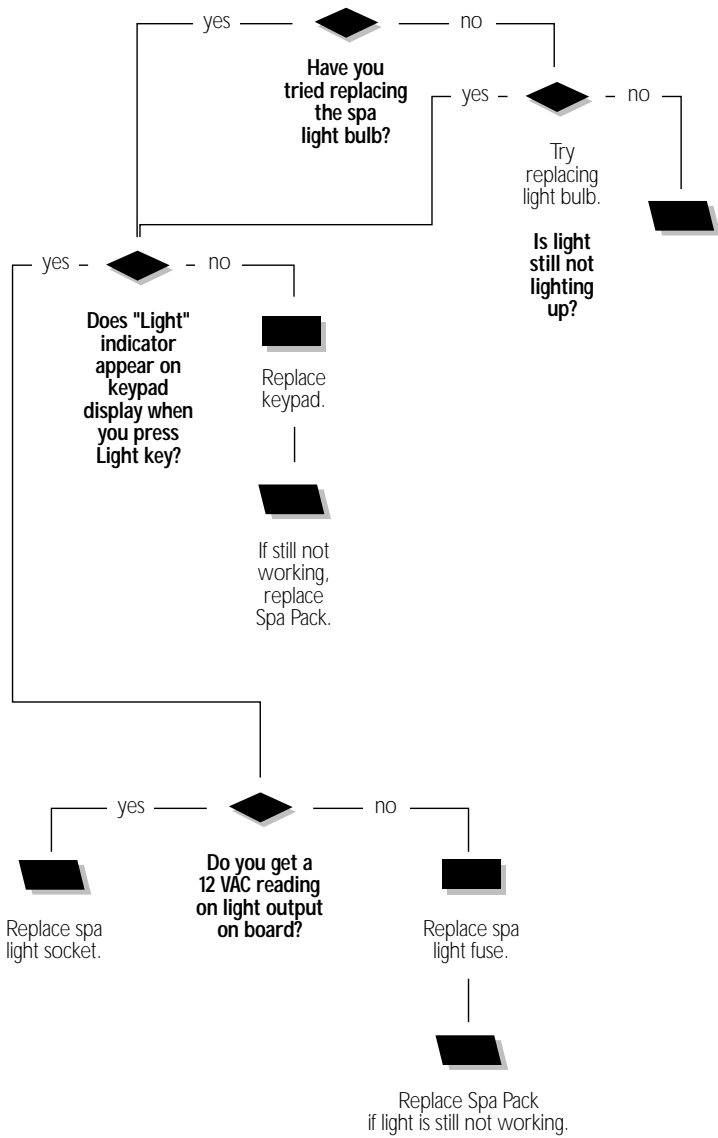 yes
no
Have you
tried replacing
the spa
light bulb?
yes
no
Try
replacing
light bulb.
Is light
still not
lighting
up?
yes
no
Does "Light"
indicator
appear on
keypad
display when
you press
Light key?
Replace
keypad.
If still not
working,
replace
Spa Pack.
yes
no
Do you get a
12 VAC reading
on light output
on board?
Replace spa
light socket.
Replace spa
light fuse.
Replace Spa Pack
if light is still not working.